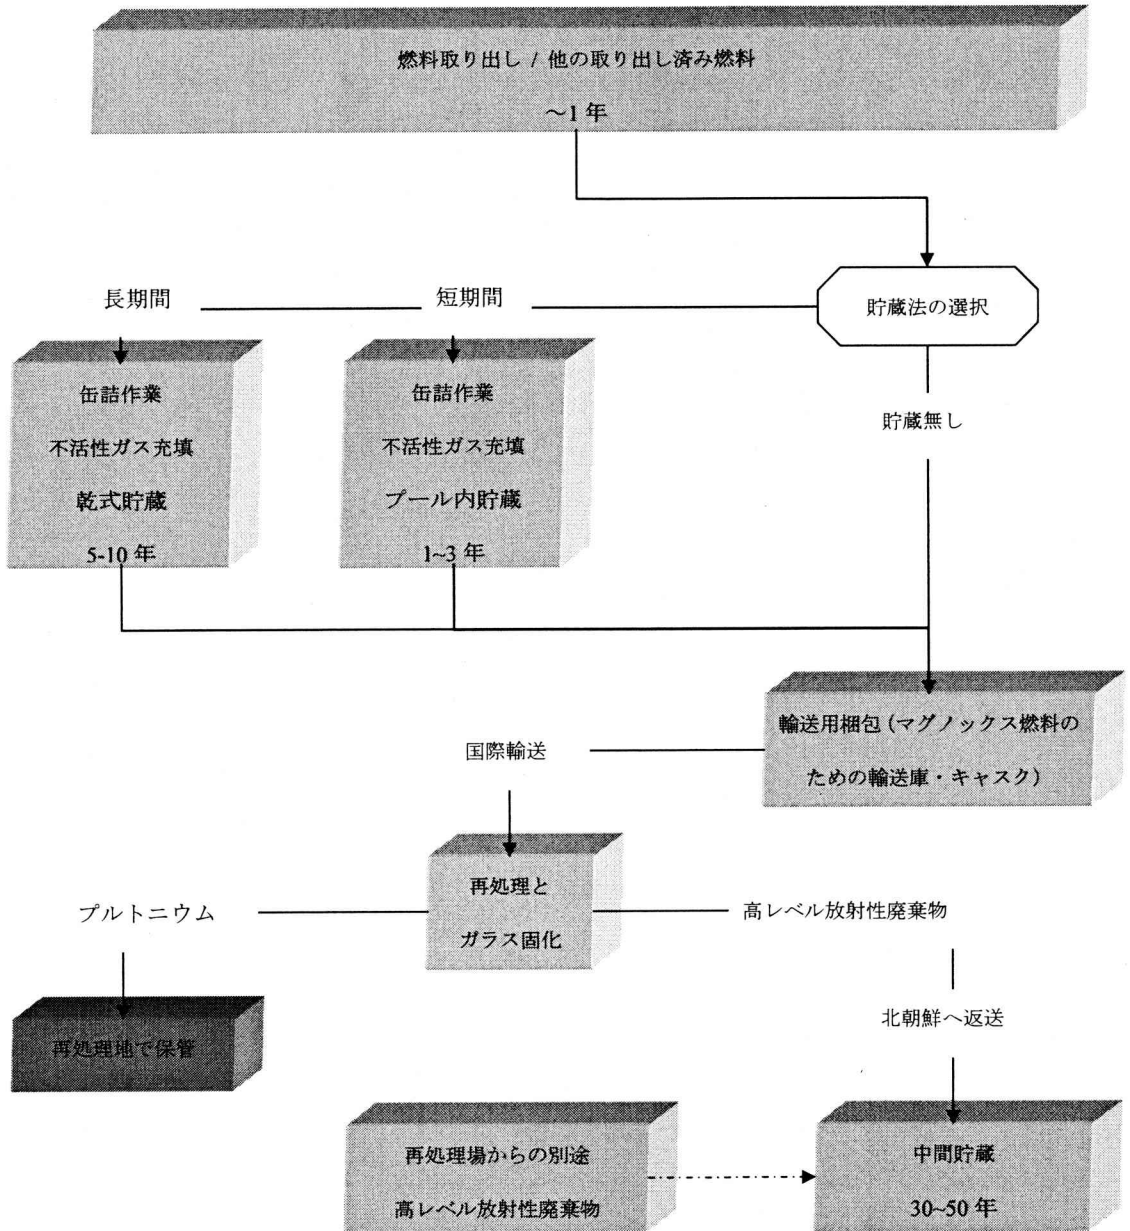 燃料取り出し / 他の取り出し済み燃料
～1 年
貯蔵法の選択
長期間
短期間
缶詰作業
不活性ガス充填
乾式貯蔵
5-10 年
缶詰作業
不活性ガス充填
プール内貯蔵
1~3 年
貯蔵無し
輸送用梱包 (マグノックス燃料の
ための輸送庫・キャスク)
国際輸送
再処理と
ガラス固化
プルトニウム
高レベル放射性廃棄物
再処理地で保管
北朝鮮へ返送
再処理場からの別途
高レベル放射性廃棄物
中間貯蔵
30~50 年